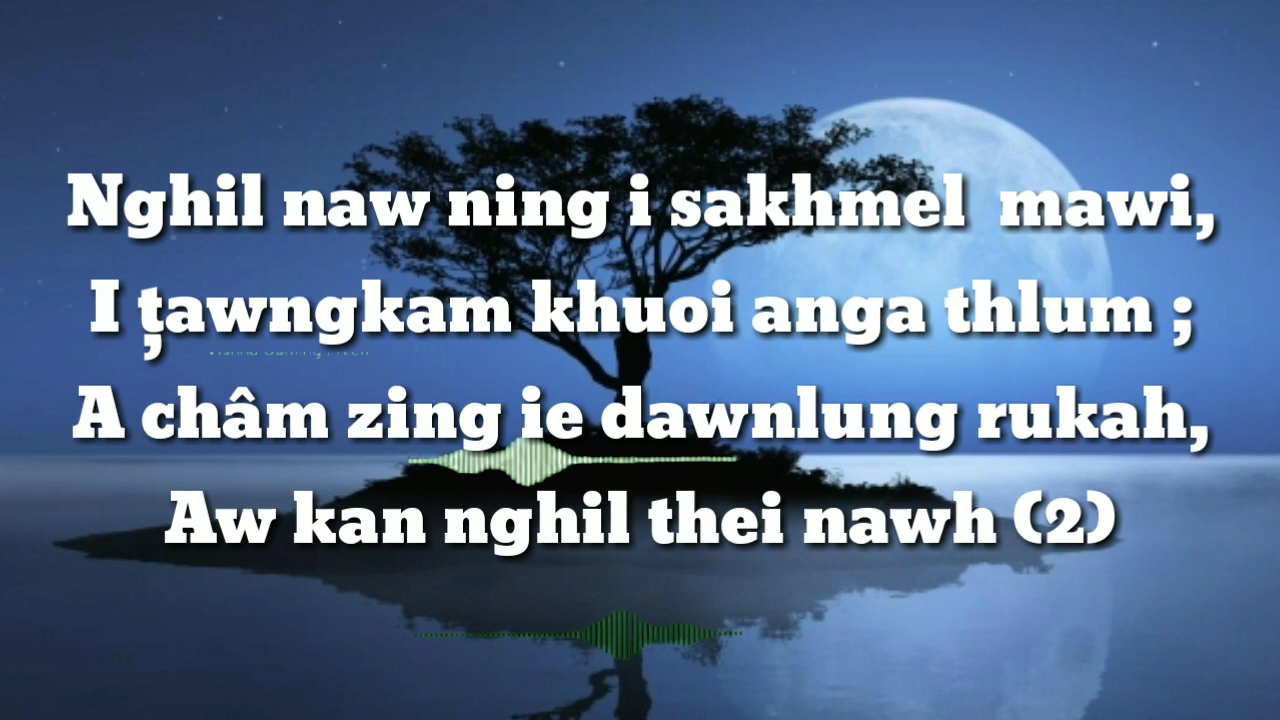 Nghil naw ning i sakhmel mawi,
I ţawngkam khuoi anga thlum ;
A châm zing ie dawnlung rukah,
Aw kan nghil thei nawh (2)